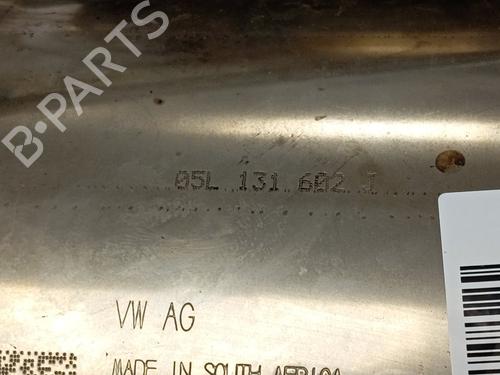 B-PARTS
05L 131 602 I
VW AG
MADE IN SOUTH AFRICA